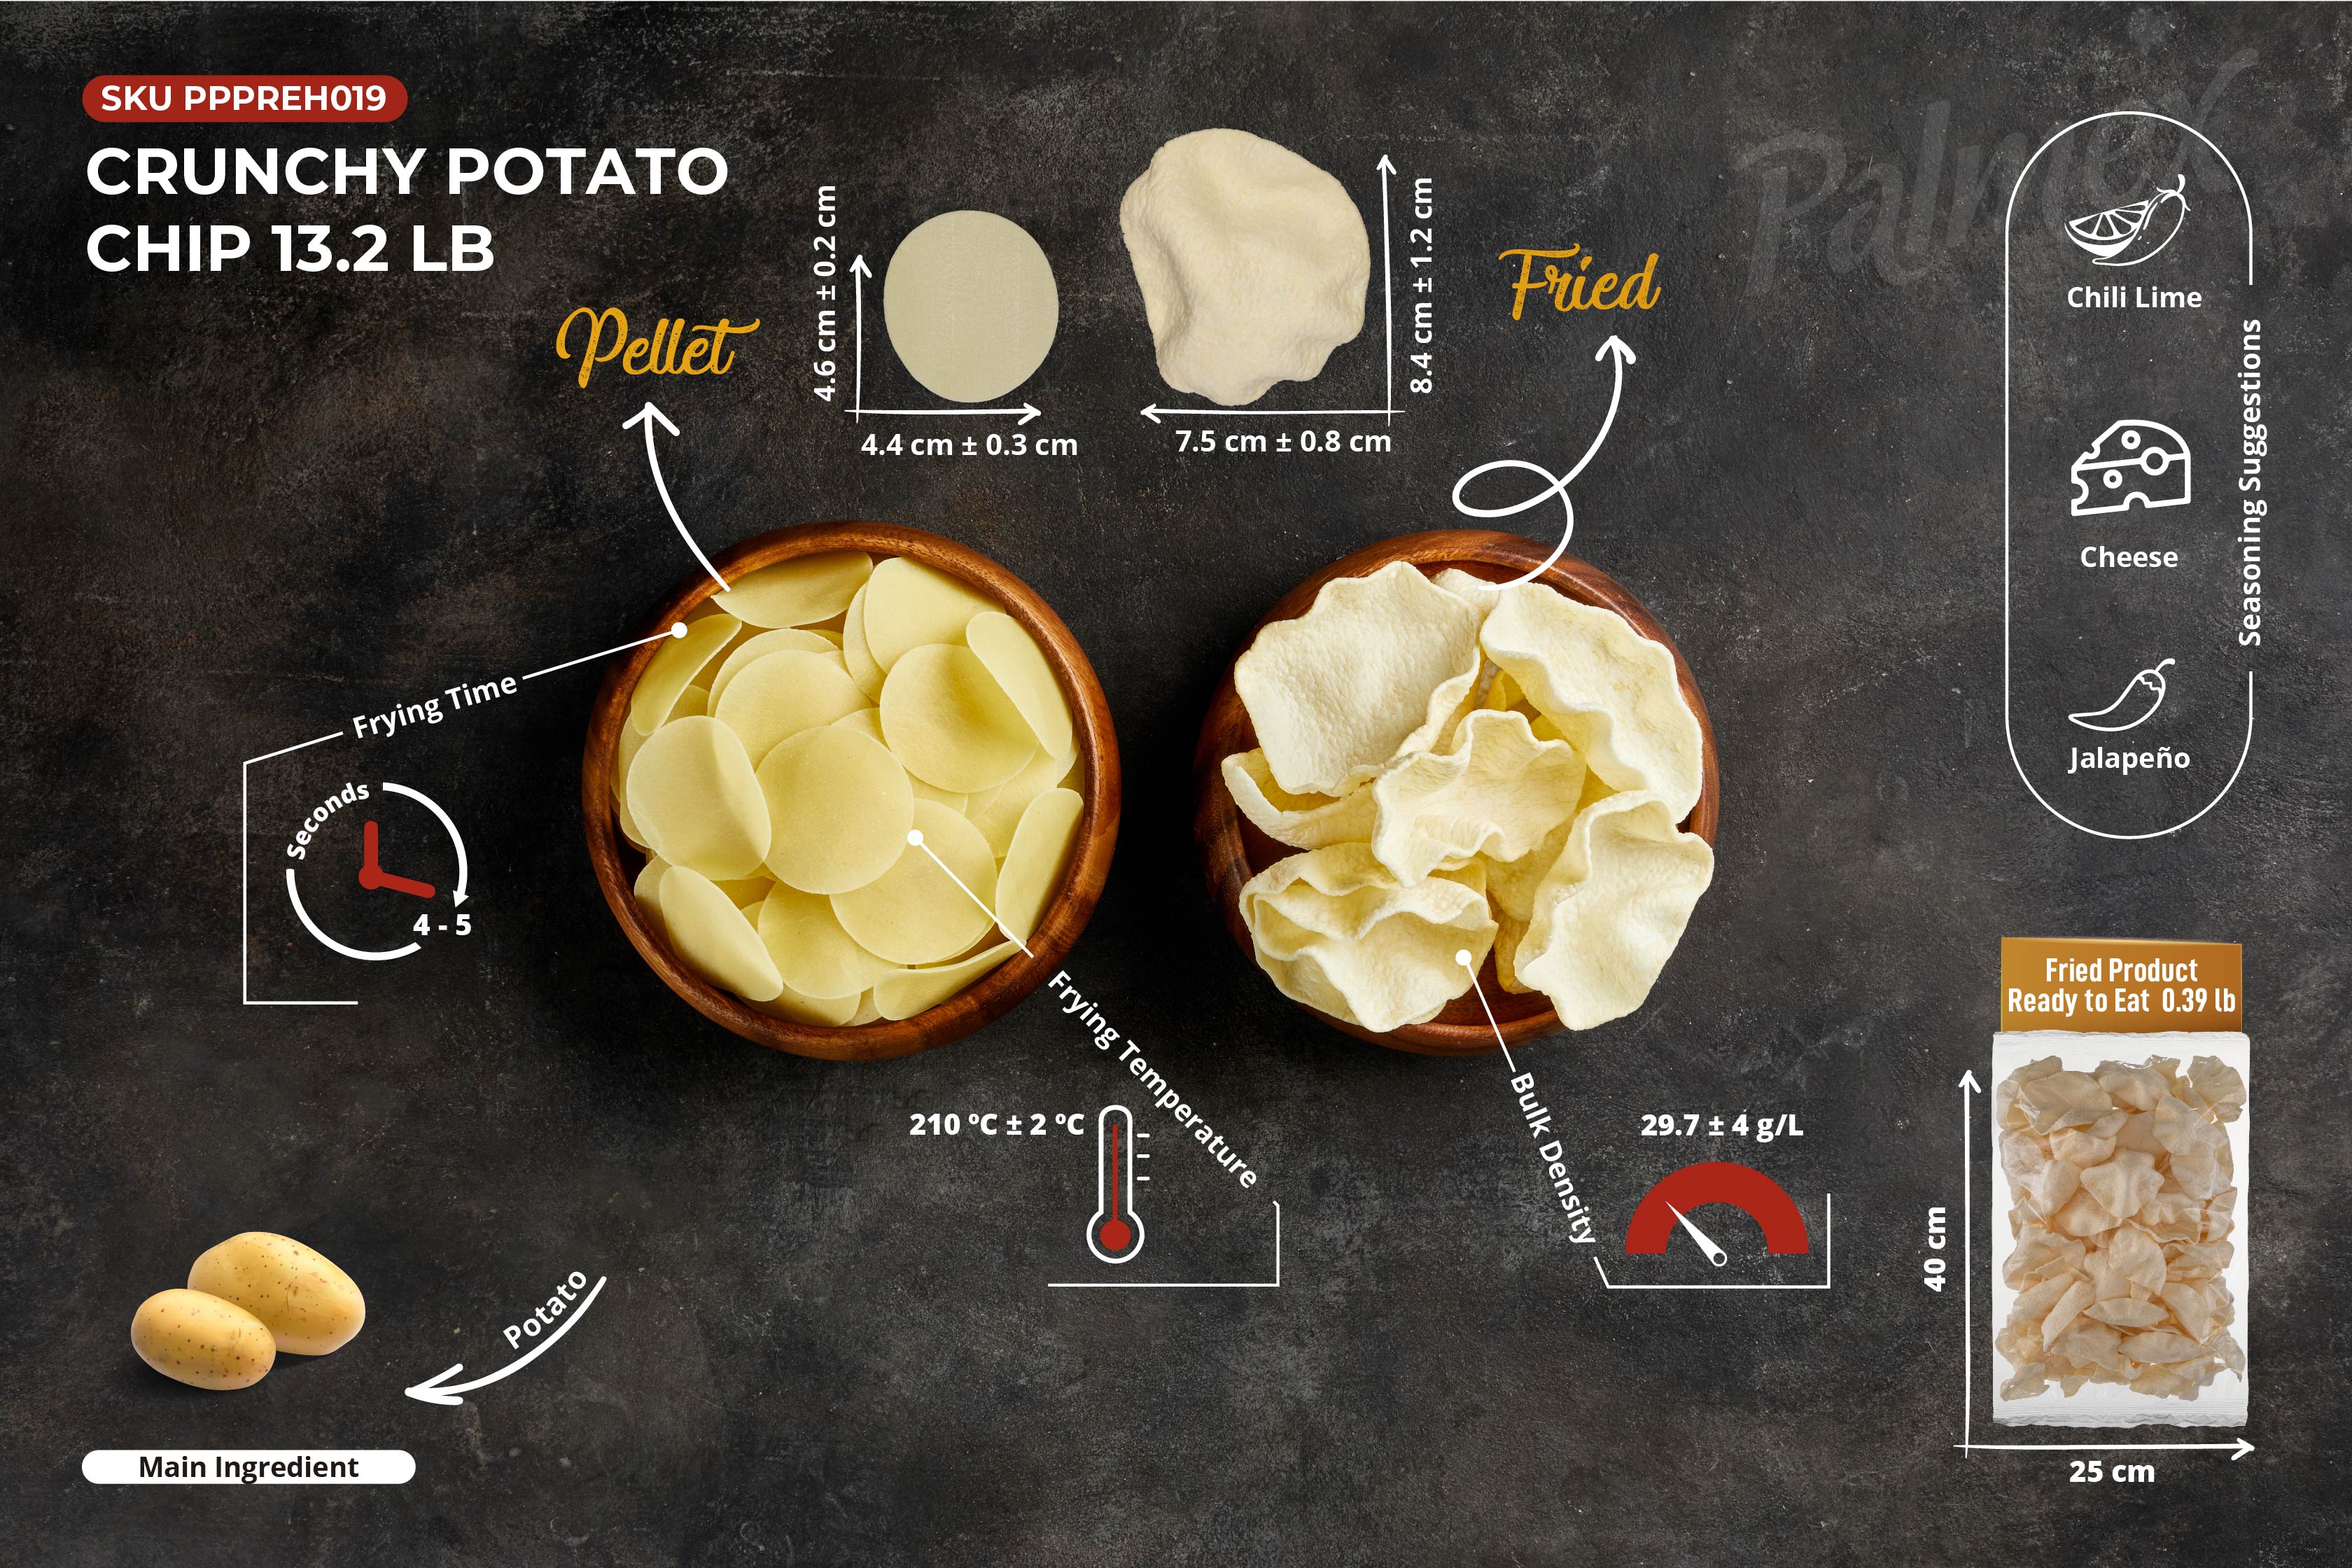 SKU PPPREH019
CRUNCHY POTATO
CHIP 13.2 LB
Pellet
4.6 cm ± 0.2 cm
4.4 cm ± 0.3 cm
8.4 cm ± 1.2 cm
7.5 cm ± 0.8 cm
Fried
Palmex
Chili Lime
Cheese
Jalapeño
Seasoning Suggestions
Frying Time
Seconds
4 - 5
Frying Temperature
210 ºC ± 2 ºC
Bulk Density
29.7 ± 4 g/L
Fried Product
Ready to Eat 0.39 lb
40 cm
25 cm
Potato
Main Ingredient